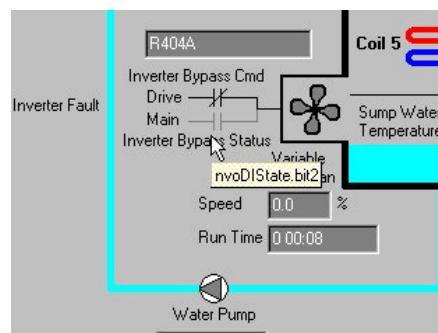 R404A
Coil 5
Inverter Bypass Cmd
Inverter Fault
Drive
Main
Sump Water
Temperature
Inverter Bypass Status
Variable
nvoDIState.bit2
Speed 0.0 %
Run Time 0 00:08
Water Pump